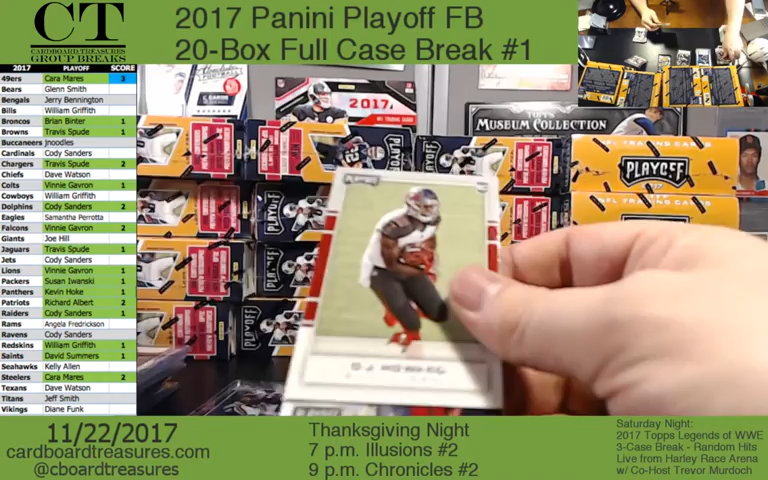 CT
CARDBOARD TREASURES
GROUP BREAKS
2017 Panini Playoff FB
20-Box Full Case Break #1
2017 PLAYOFF SCORE
49ers Cara Mares 3
Bears Glenn Smith
Bengals Jerry Bennington
Bills William Griffith
Broncos Brian Binter 1
Browns Travis Spude 1
Buccaneers Jnoodles
Cardinals Cody Sanders
Chargers Travis Spude 2
Chiefs Dave Watson
Colts Vinnie Gavron 1
Cowboys William Griffith
Dolphins Cody Sanders 2
Eagles Samantha Perrotta
Falcons Vinnie Gavron 2
Giants Joe Hill
Jaguars Travis Spude 1
Jets Cody Sanders
Lions Vinnie Gavron 1
Packers Susan Iwanski 1
Panthers Kevin Hoke 1
Patriots Richard Albert 2
Raiders Cody Sanders 1
Rams Angela Fredrickson
Ravens Cody Sanders
Redskins William Griffith 1
Saints David Summers 1
Seahawks Kelly Allen
Steelers Cara Mares 2
Texans Dave Watson
Titans Jeff Smith
Vikings Diane Funk
2017
TOPPS
MUSEUM COLLECTION
PLAYOFF
PLAYOFF
11/22/2017
cardboardtreasures.com
@cboardtreasures
Thanksgiving Night
7 p.m. Illusions #2
9 p.m. Chronicles #2
Saturday Night:
2017 Topps Legends of WWE
3-Case Break - Random Hits
Live from Harley Race Arena
w/ Co-Host Trevor Murdoch